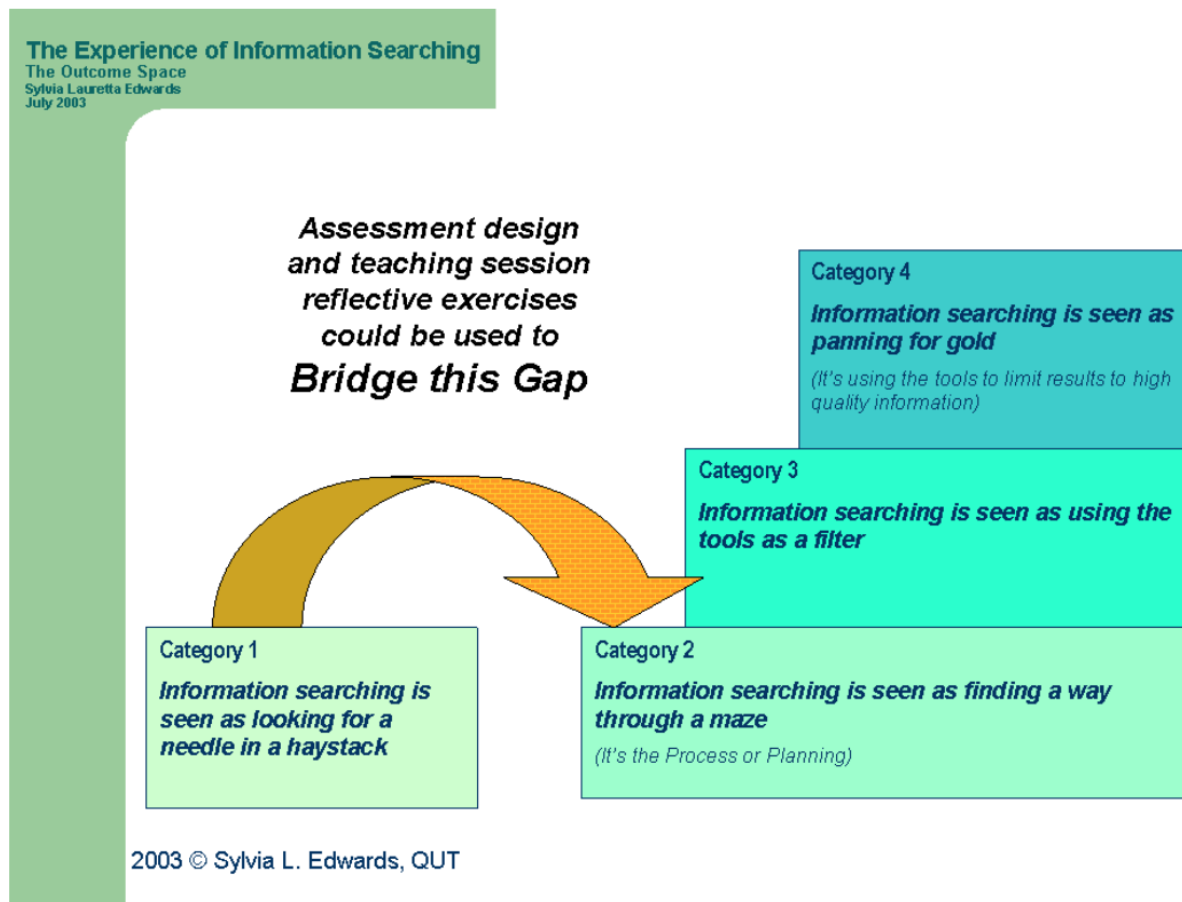 The Experience of Information Searching
The Outcome Space
Sylvia Lauretta Edwards
July 2003
Assessment design
and teaching session
reflective exercises
could be used to
Bridge this Gap
Category 4
Information searching is seen as
panning for gold
(It's using the tools to limit results to high
quality information)
Category 3
Information searching is seen as using the
tools as a filter
Category 1
Information searching is
seen as looking for a
needle in a haystack
Category 2
Information searching is seen as finding a way
through a maze
(It's the Process or Planning)
2003 © Sylvia L. Edwards, QUT